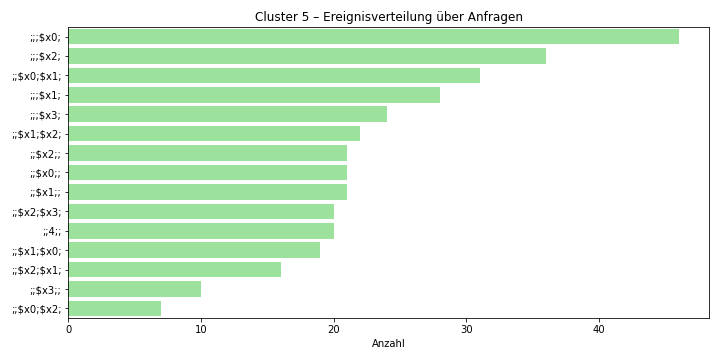 Cluster 5 – Ereignisverteilung über Anfragen
;;;$x0;
;;;$x2;
;;$x0;$x1;
;;;$x1;
;;;$x3;
;;$x1;$x2;
;;$x2;;
;;$x0;;
;;$x1;;
;;$x2;$x3;
;;4;;
;;$x1;$x0;
;;$x2;$x1;
;;$x3;;
;;$x0;$x2;
0 10 20 30 40
Anzahl